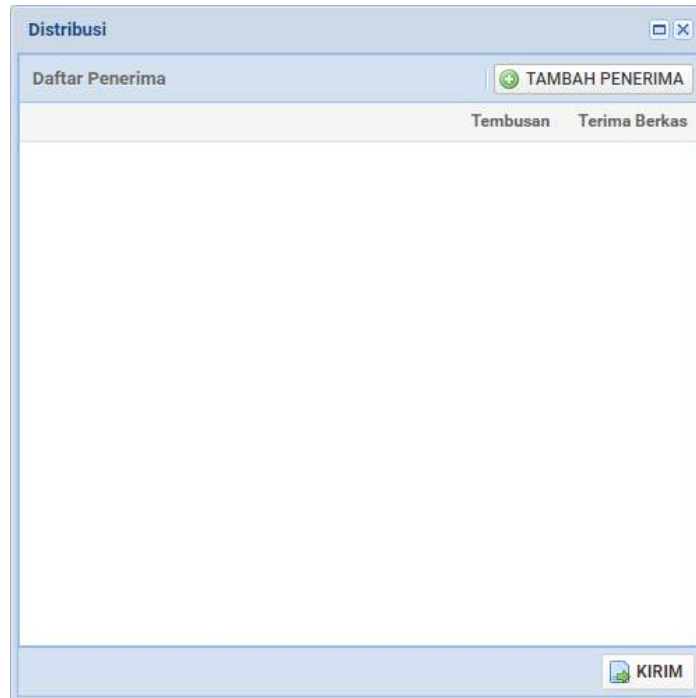 Distribusi
Daftar Penerima TAMBAH PENERIMA
Tembusan Terima Berkas
KIRIM